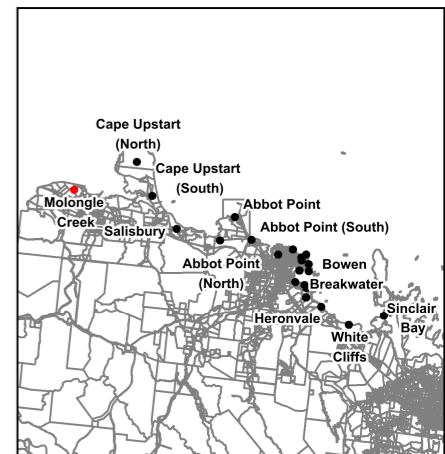 Cape Upstart
(North)
Cape Upstart
(South)
Molongle
Creek
Salisbury
Abbot Point
Abbot Point (South)
Abbot Point
(North)
Bowen
Breakwater
Heronvale
Sinclair
Bay
White
Cliffs